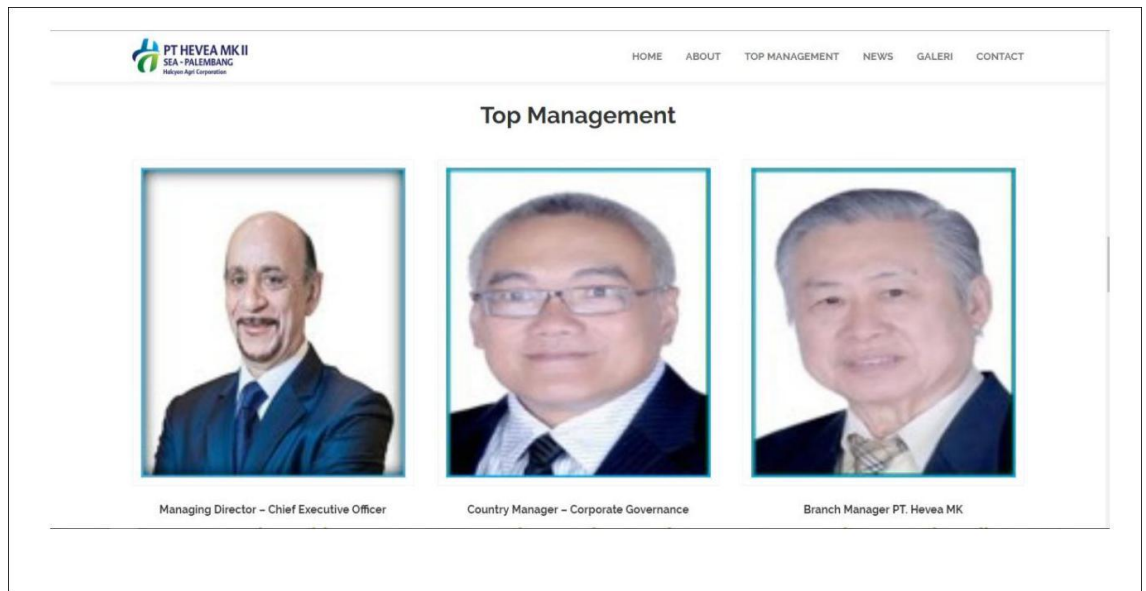 PT HEVEA MK II
SEA - PALEMBANG
Halcyon Agri Corporation
HOME ABOUT TOP MANAGEMENT NEWS GALERI CONTACT
Top Management
Managing Director – Chief Executive Officer
Country Manager – Corporate Governance
Branch Manager PT. Hevea MK